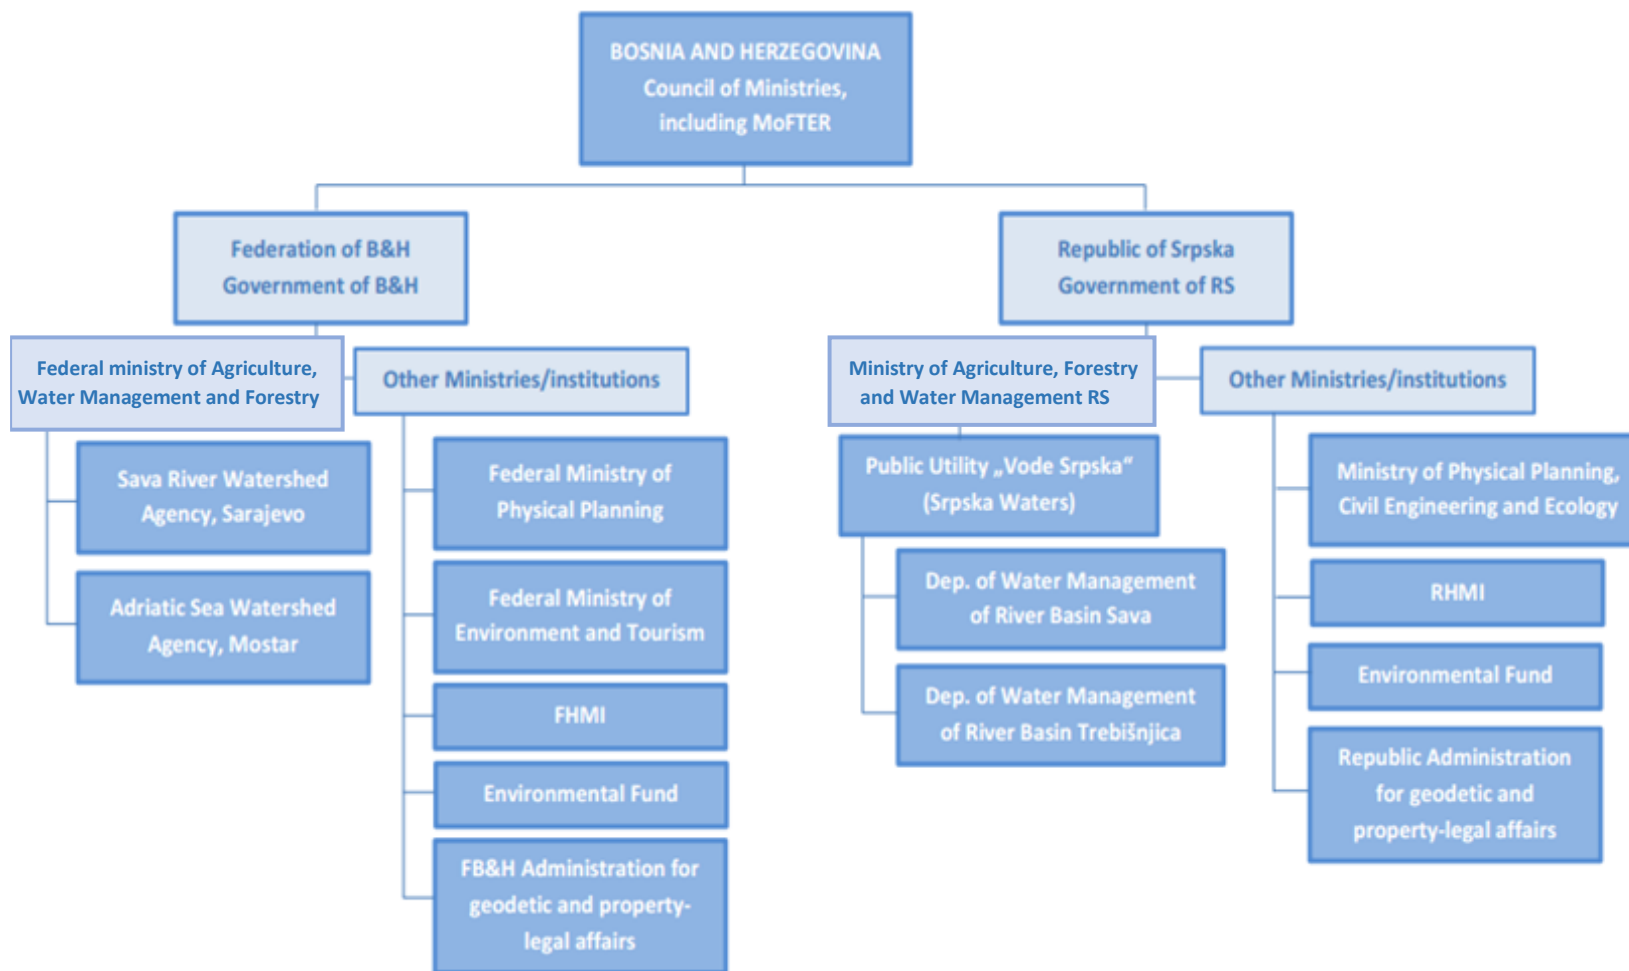 BOSNIA AND HERZEGOVINA
Council of Ministries,
including MoFTER
Federation of B&H
Government of B&H
Republic of Srpska
Government of RS
Federal ministry of Agriculture,
Water Management and Forestry
Other Ministries/institutions
Ministry of Agriculture, Forestry
and Water Management RS
Other Ministries/institutions
Sava River Watershed
Agency, Sarajevo
Adriatic Sea Watershed
Agency, Mostar
Federal Ministry of
Physical Planning
Federal Ministry of
Environment and Tourism
FHMI
Environmental Fund
FB&H Administration for
geodetic and property-
legal affairs
Public Utility „Vode Srpska“
(Srpska Waters)
Dep. of Water Management
of River Basin Sava
Dep. of Water Management
of River Basin Trebišnjica
Ministry of Physical Planning,
Civil Engineering and Ecology
RHMI
Environmental Fund
Republic Administration
for geodetic and
property-legal affairs